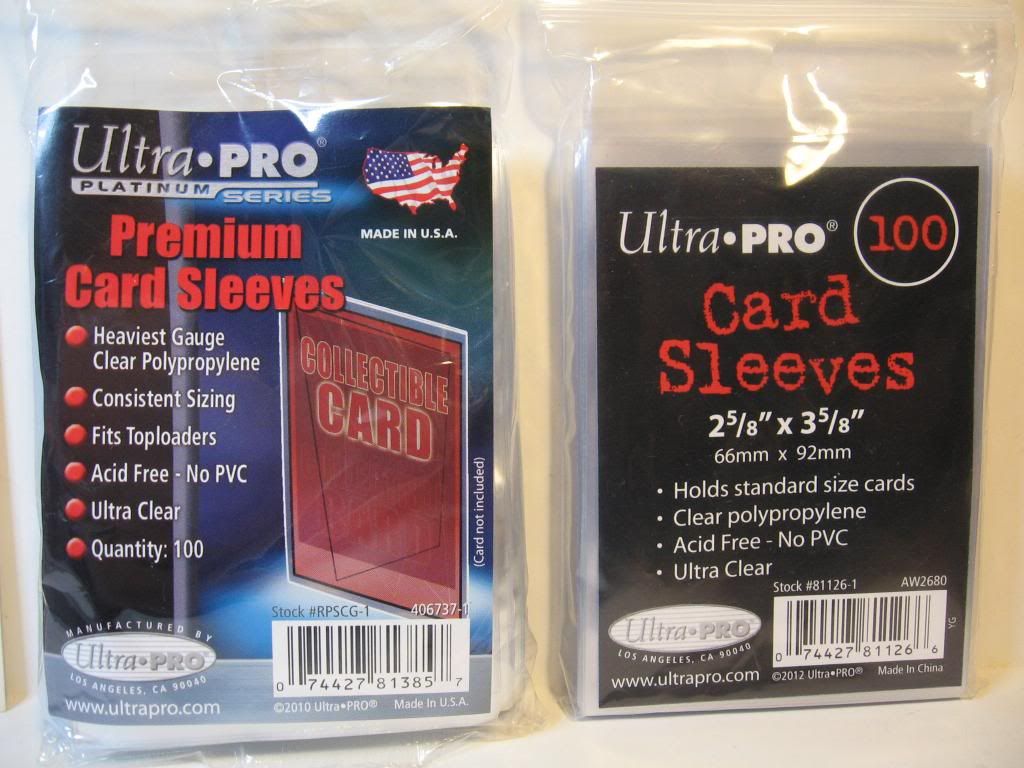 Ultra•PRO®
PLATINUM SERIES
MADE IN U.S.A.
Premium
Card Sleeves
Heaviest Gauge
Clear Polypropylene
Consistent Sizing
Fits Toploaders
Acid Free - No PVC
Ultra Clear
Quantity: 100
COLLECTIBLE
CARD
(Card not included)
Stock #RPSCG-1
406737-1
MANUFACTURED BY
Ultra•PRO®
LOS ANGELES, CA 90040
www.ultrapro.com
0 74427 81385 7
©2010 Ultra•PRO® Made In U.S.A.
Ultra•PRO®
100
Card
Sleeves
2 5/8" x 3 5/8"
66mm x 92mm
• Holds standard size cards
• Clear polypropylene
• Acid Free - No PVC
• Ultra Clear
Stock #81126-1
AW2680
YG
Ultra•PRO®
LOS ANGELES, CA 90040
www.ultrapro.com
0 74427 81126 6
©2012 Ultra•PRO® Made In China